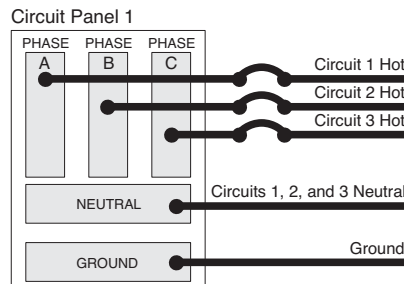 Circuit Panel 1
PHASE PHASE PHASE
A B C
Circuit 1 Hot
Circuit 2 Hot
Circuit 3 Hot
NEUTRAL
Circuits 1, 2, and 3 Neutral
GROUND
Ground